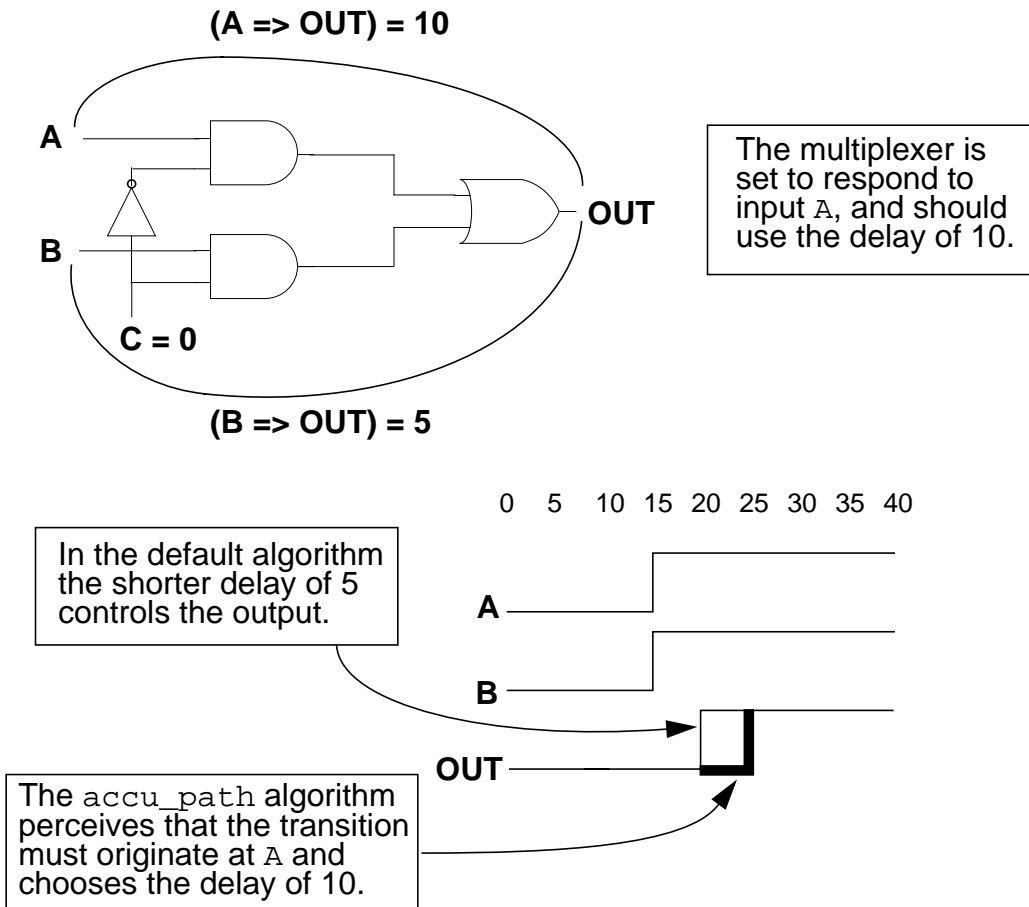 (A => OUT) = 10
A
The multiplexer is
set to respond to
input A, and should
use the delay of 10.
OUT
B
C = 0
(B => OUT) = 5
0 5 10 15 20 25 30 35 40
In the default algorithm
the shorter delay of 5
controls the output.
A
B
OUT
The accu_path algorithm
perceives that the transition
must originate at A and
chooses the delay of 10.